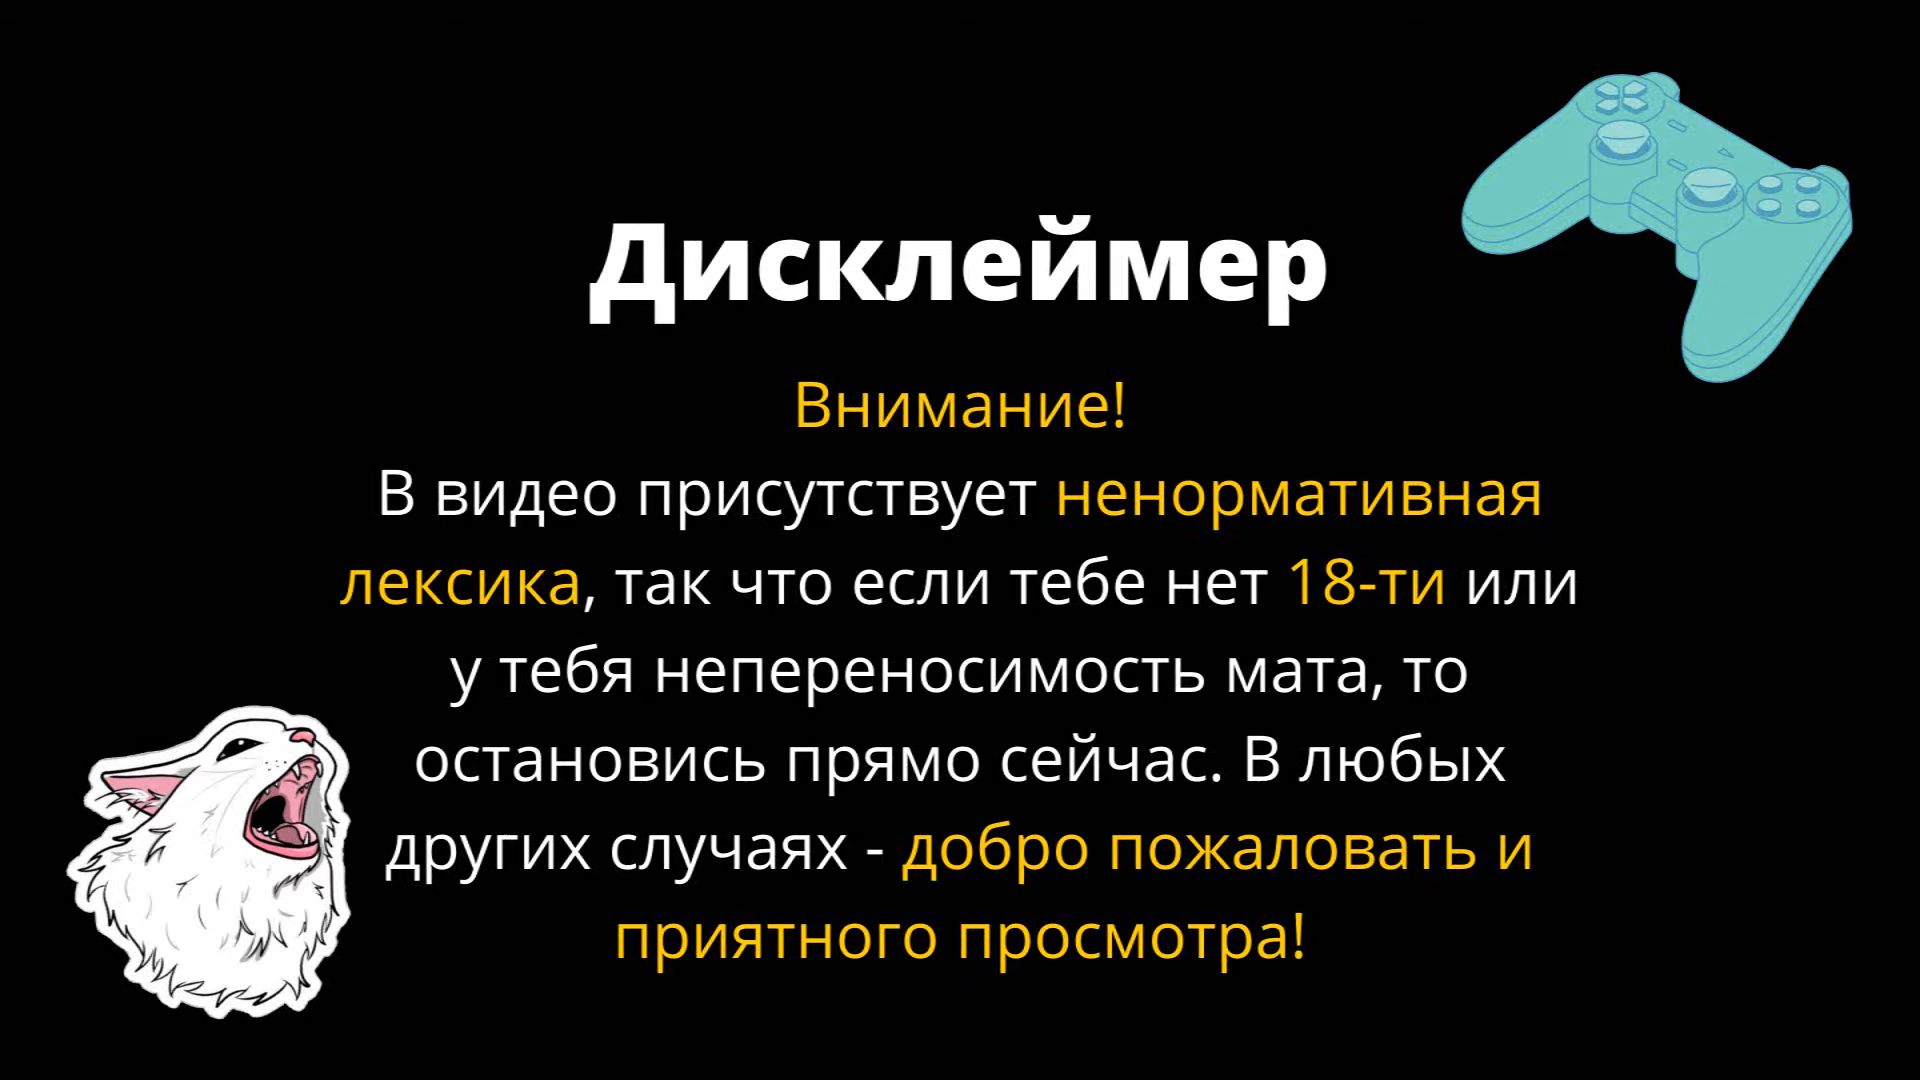 Дисклеймер
Внимание!
В видео присутствует ненормативная
лексика, так что если тебе нет 18-ти или
у тебя непереносимость мата, то
остановись прямо сейчас. В любых
других случаях - добро пожаловать и
приятного просмотра!